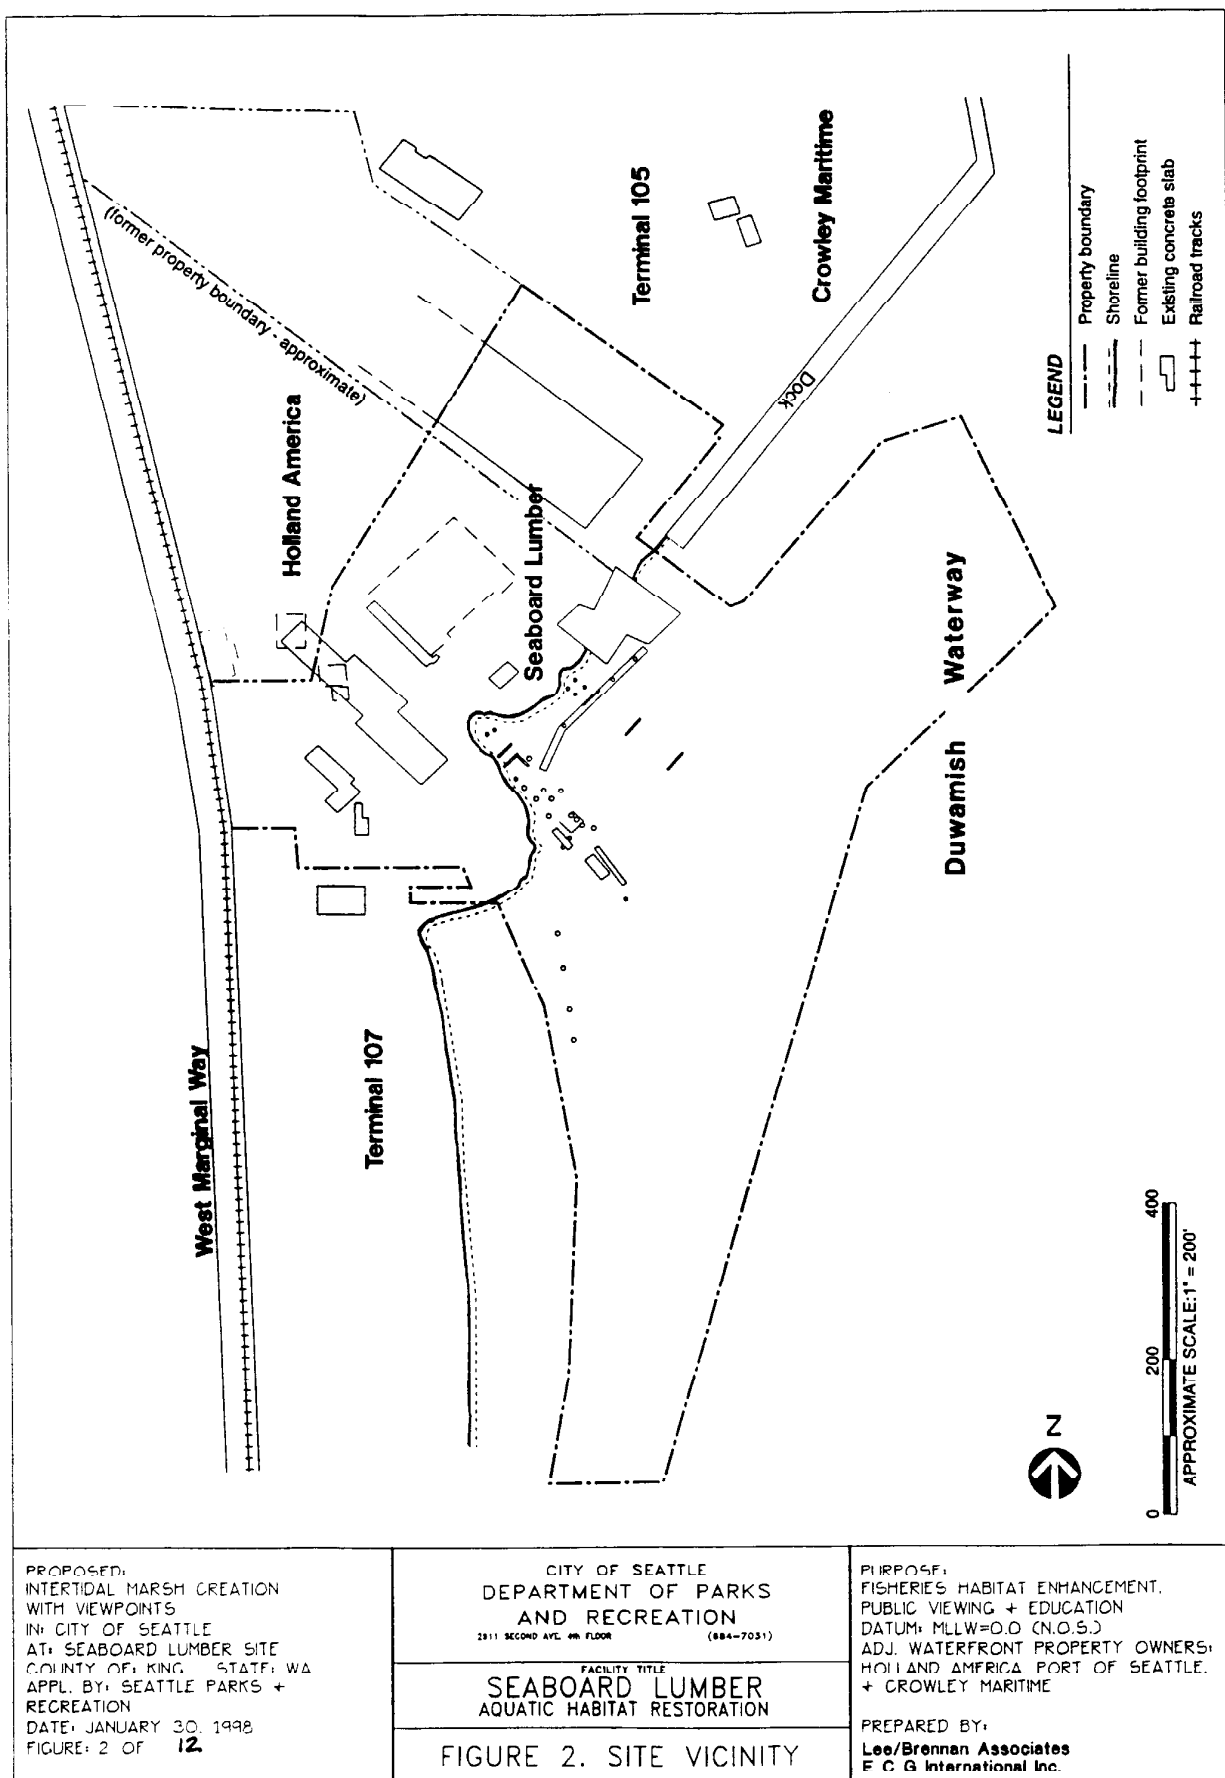 West Marginal Way
(former property boundary - approximate)
Holland America
Terminal 105
Crowley Maritime
Seaboard Lumber
Dock
Terminal 107
Duwamish Waterway
LEGEND
Property boundary
Shoreline
Former building footprint
Existing concrete slab
Railroad tracks
N
0 200 400
APPROXIMATE SCALE: 1" = 200'
PROPOSED:
INTERTIDAL MARSH CREATION
WITH VIEWPOINTS
IN: CITY OF SEATTLE
AT: SEABOARD LUMBER SITE
COUNTY OF: KING STATE: WA
APPL. BY: SEATTLE PARKS +
RECREATION
DATE: JANUARY 30, 1998
FIGURE: 2 OF 12
CITY OF SEATTLE
DEPARTMENT OF PARKS
AND RECREATION
2911 SECOND AVE. 4th FLOOR (684-7031)
FACILITY TITLE
SEABOARD LUMBER
AQUATIC HABITAT RESTORATION
FIGURE 2. SITE VICINITY
PURPOSE:
FISHERIES HABITAT ENHANCEMENT,
PUBLIC VIEWING + EDUCATION
DATUM: MLLW=0.0 (N.O.S.)
ADJ. WATERFRONT PROPERTY OWNERS:
HOLLAND AMERICA, PORT OF SEATTLE,
+ CROWLEY MARITIME
PREPARED BY:
Lee/Brennan Associates
E C G International Inc.